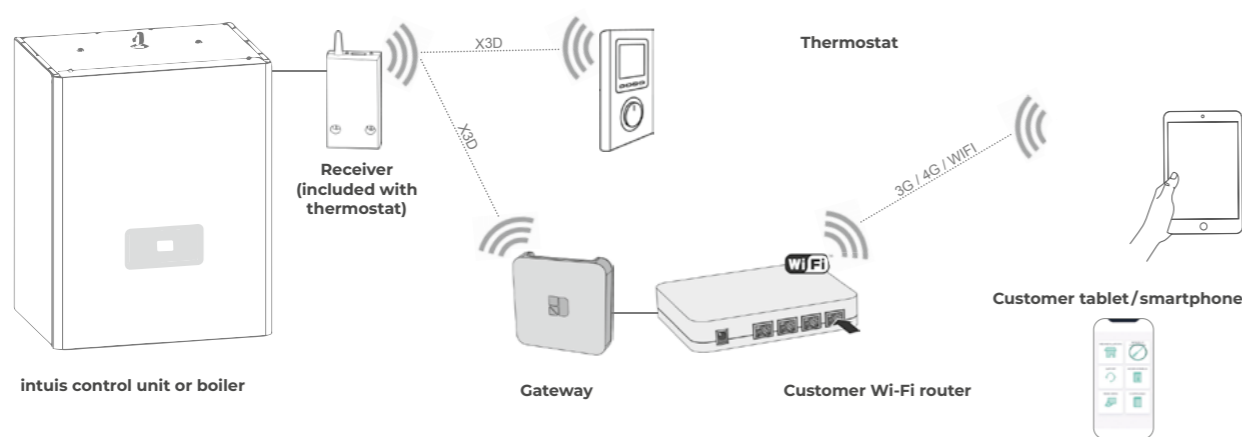 X3D
Thermostat
X3D
3G / 4G / WIFI
Receiver
(included with
thermostat)
WiFi
Customer tablet/smartphone
intuis control unit or boiler
Gateway
Customer Wi-Fi router